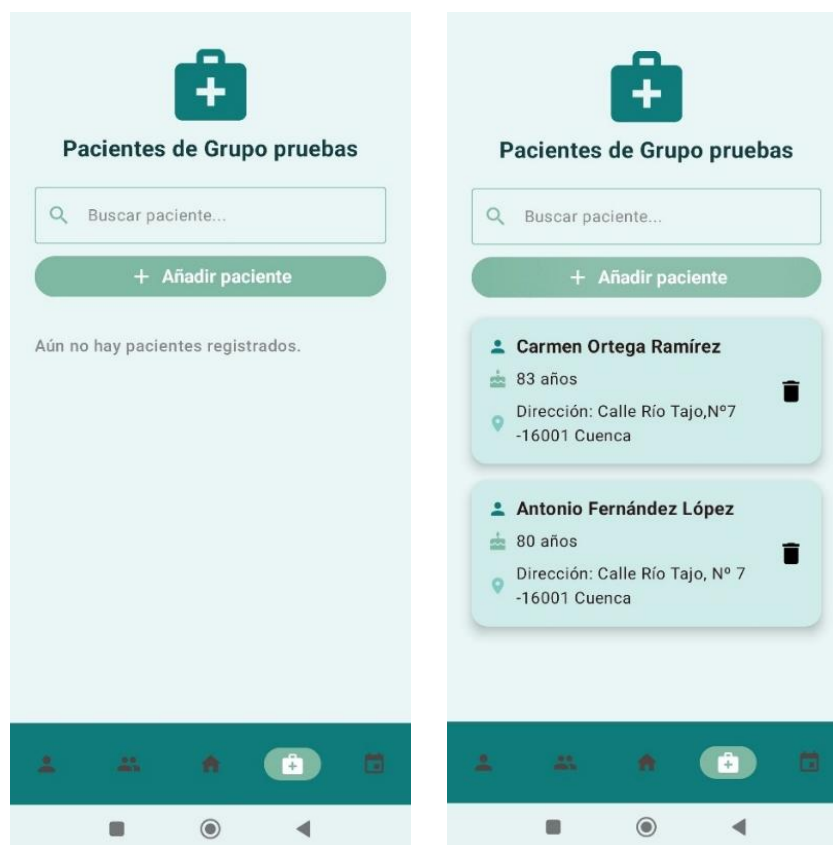 Pacientes de Grupo pruebas
Buscar paciente...
+ Añadir paciente
Aún no hay pacientes registrados.
Pacientes de Grupo pruebas
Buscar paciente...
+ Añadir paciente
Carmen Ortega Ramírez
83 años
Dirección: Calle Río Tajo,Nº7
-16001 Cuenca
Antonio Fernández López
80 años
Dirección: Calle Río Tajo, Nº 7
-16001 Cuenca